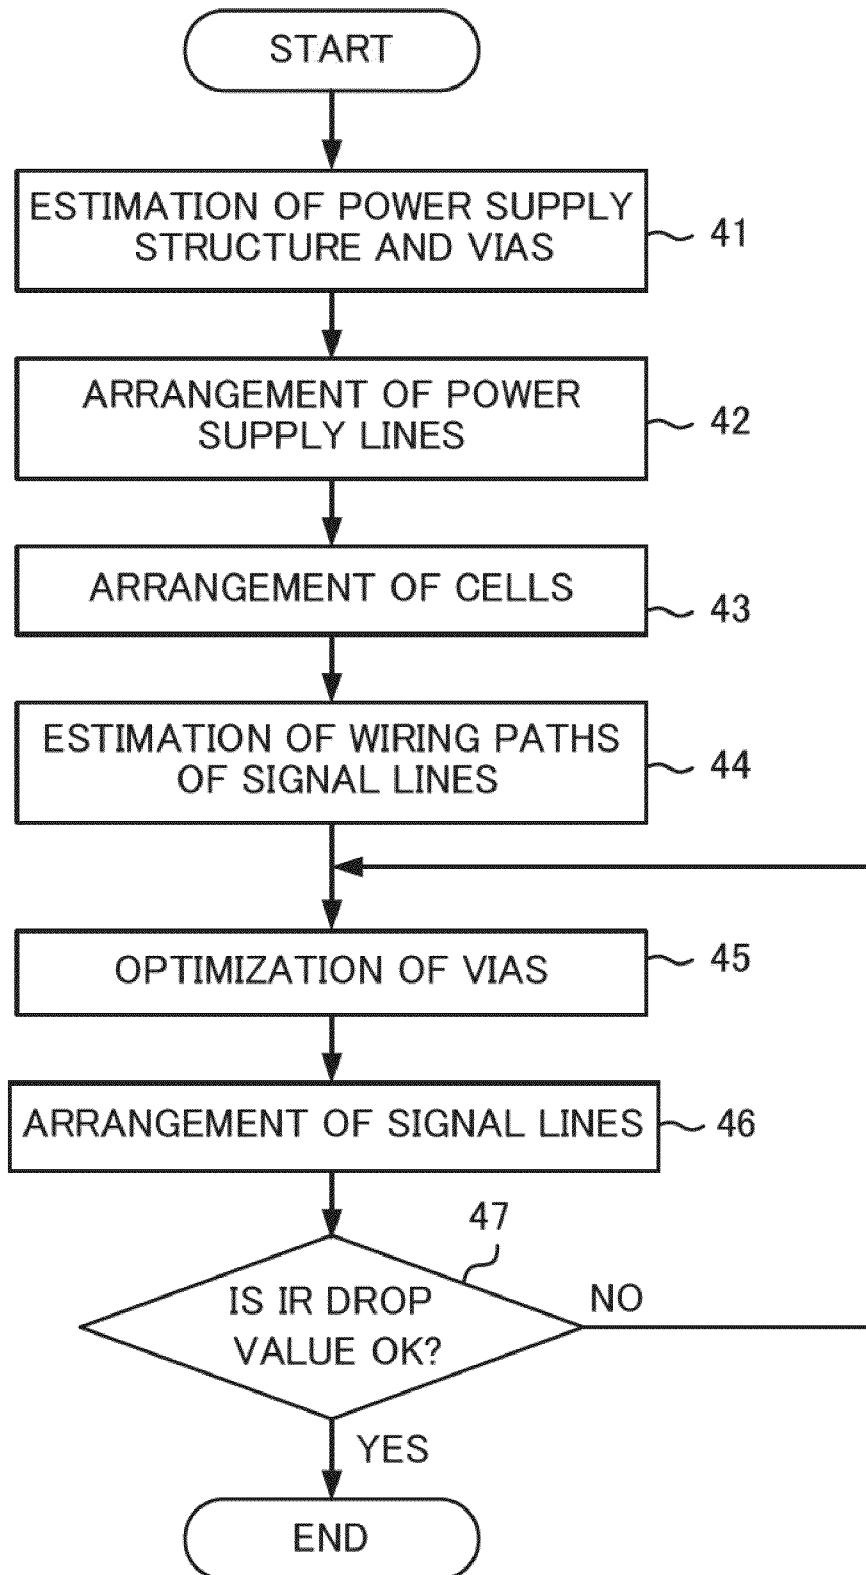 START
ESTIMATION OF POWER SUPPLY
STRUCTURE AND VIAS
41
ARRANGEMENT OF POWER
SUPPLY LINES
42
ARRANGEMENT OF CELLS
43
ESTIMATION OF WIRING PATHS
OF SIGNAL LINES
44
OPTIMIZATION OF VIAS
45
ARRANGEMENT OF SIGNAL LINES
46
47
IS IR DROP
VALUE OK?
NO
YES
END